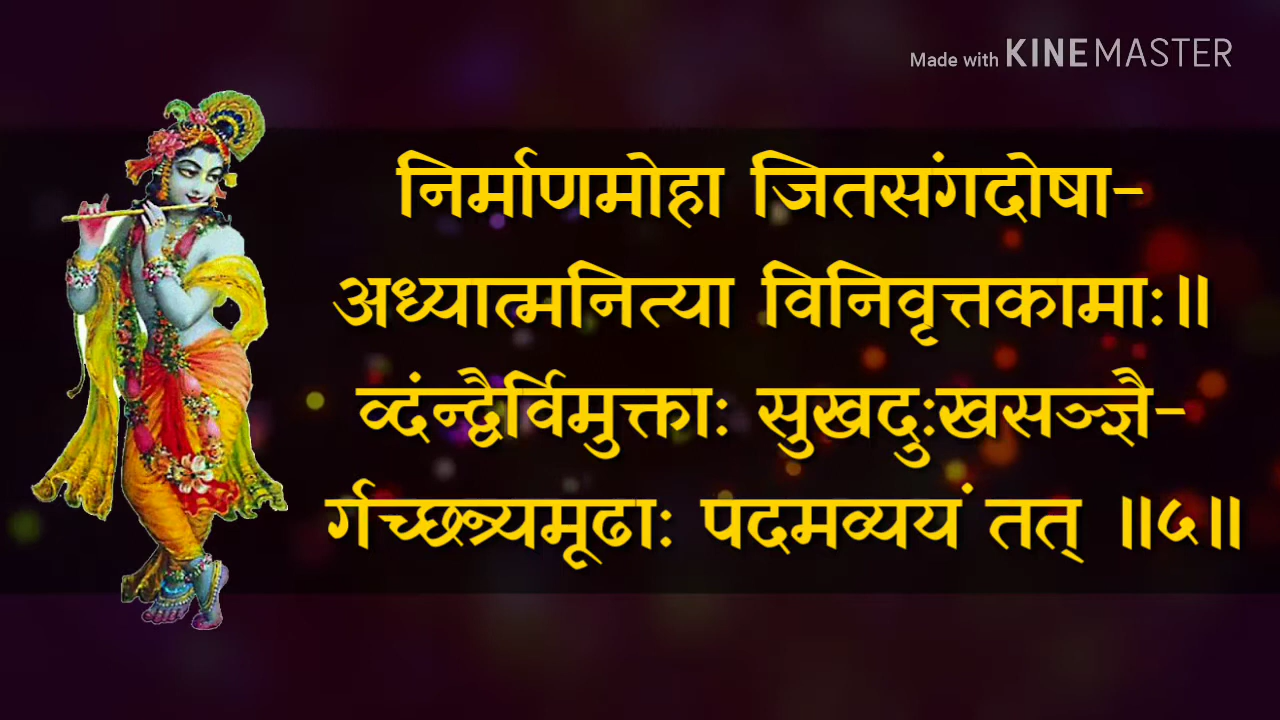 Made with KINEMASTER
निर्माणमोहा जितसंगदोषा-
अध्यात्मनित्या विनिवृत्तकामाः॥
व्दंन्द्वैर्विमुक्ताः सुखदुःखसञ्ज्ञै-
र्गच्छन्त्र्यमूढाः पदमव्ययं तत् ॥५॥